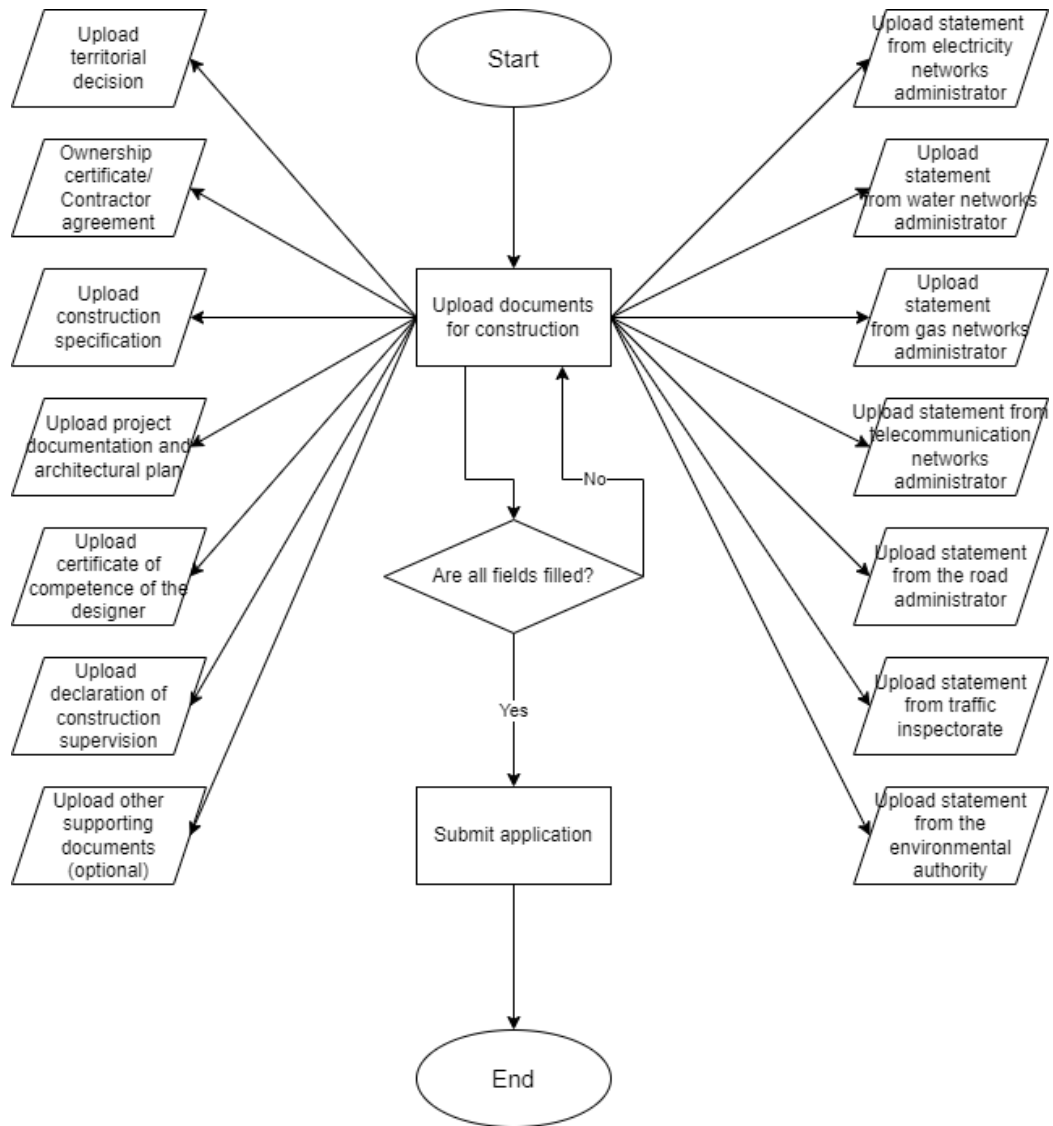 Upload
territorial
decision
Start
Upload statement
from electricity
networks
administrator
Ownership
certificate/
Contractor
agreement
Upload
statement
from water networks
administrator
Upload
construction
specification
Upload documents
for construction
Upload
statement
from gas networks
administrator
Upload project
documentation and
architectural plan
Upload statement from
telecommunication
networks
administrator
No
Upload
certificate of
competence of the
designer
Are all fields filled?
Upload statement
from the road
administrator
Upload
declaration of
construction
supervision
Yes
Upload statement
from traffic
inspectorate
Upload other
supporting
documents
(optional)
Submit application
Upload statement
from the
environmental
authority
End